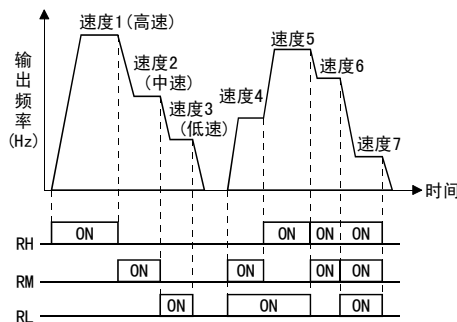 输出频率(Hz)
速度1(高速)
速度2
(中速)
速度3
(低速)
速度4
速度5
速度6
速度7
时间
RH ON ON ON ON
RM ON ON ON ON
RL ON ON ON